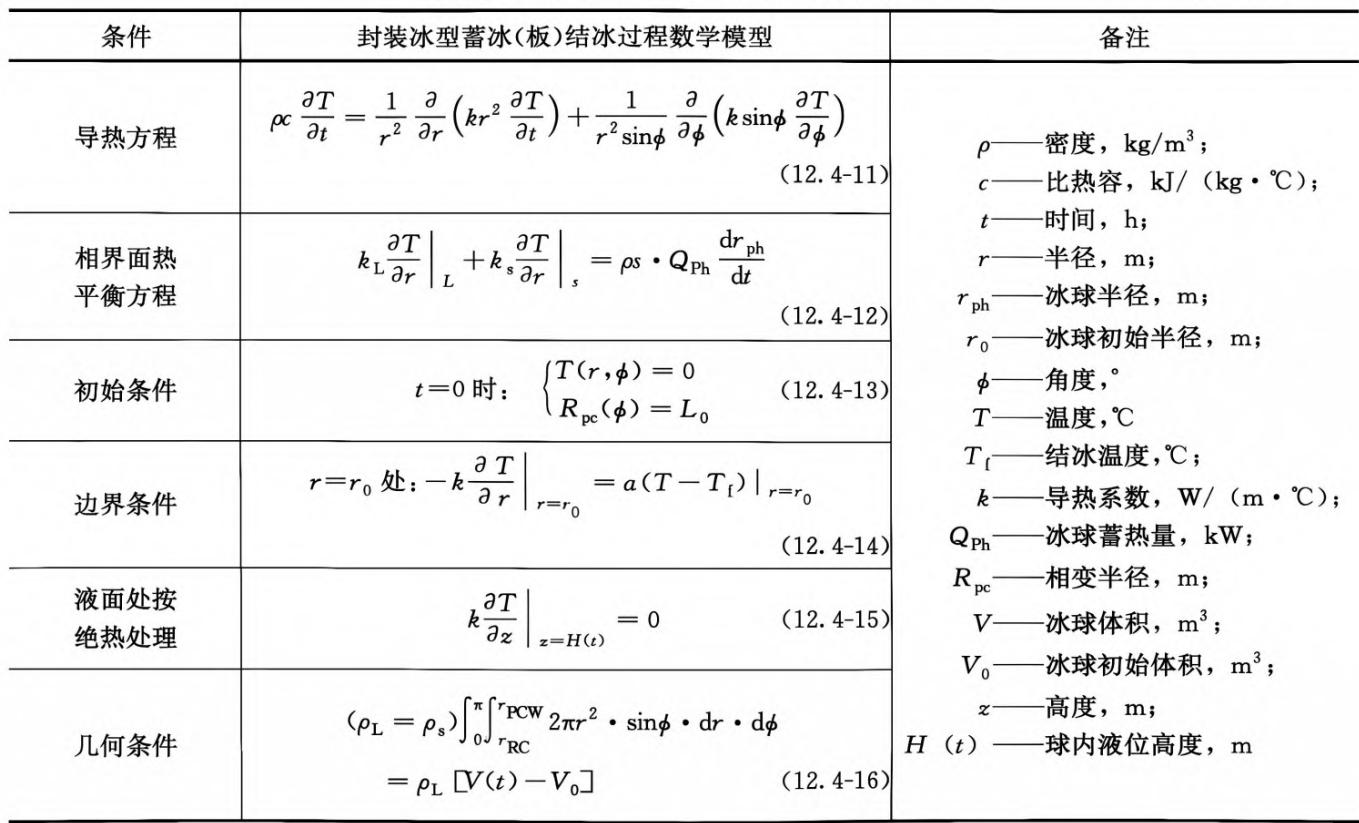 条件 封装冰型蓄冰(板)结冰过程数学模型 备注
导热方程
ρc ∂T/∂t = 1/r² ∂/∂r (kr² ∂T/∂t) + 1/(r² sinϕ) ∂/∂ϕ (k sinϕ ∂T/∂ϕ)
(12.4-11)
相界面热
平衡方程
k_L ∂T/∂r |_L + k_s ∂T/∂r |_s = ρs · Q_Ph dr_ph/dt
(12.4-12)
初始条件
t=0 时: { T(r,ϕ) = 0
R_pc(ϕ) = L_0 (12.4-13)
边界条件
r=r_0 处: -k ∂T/∂r |_{r=r_0} = a(T-T_f)|_{r=r_0}
(12.4-14)
液面处按
绝热处理
k ∂T/∂z |_{z=H(t)} = 0 (12.4-15)
几何条件
(ρ_L = ρ_s) ∫_0^π ∫_{r_RC}^{r_PCW} 2πr² · sinϕ · dr · dϕ
= ρ_L [V(t)-V_0] (12.4-16)
ρ——密度，kg/m³；
c——比热容，kJ/（kg·℃）；
t——时间，h；
r——半径，m；
r_ph——冰球半径，m；
r_0——冰球初始半径，m；
ϕ——角度,°
T——温度,℃
T_f——结冰温度,℃；
k——导热系数，W/（m·℃）；
Q_Ph——冰球蓄热量，kW；
R_pc——相变半径，m；
V——冰球体积，m³；
V_0——冰球初始体积，m³；
z——高度，m；
H（t）——球内液位高度，m